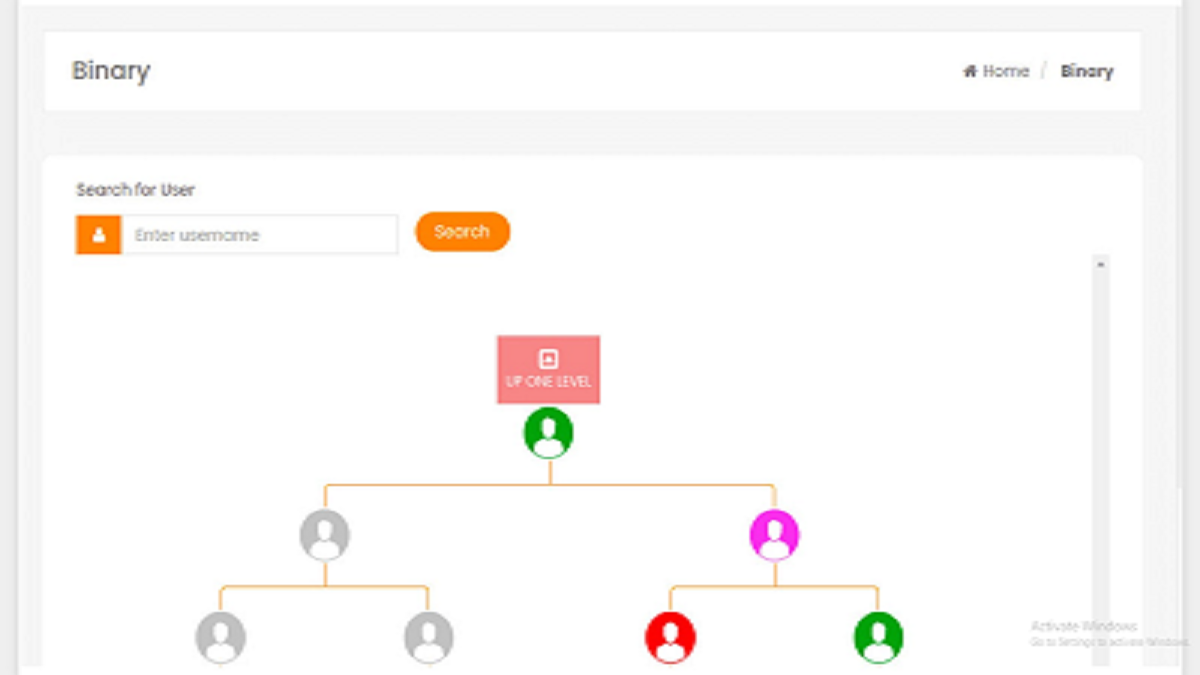 Binary
Home / Binary
Search for User
Enter username
Search
UP ONE LEVEL
Activate Windows
Go to Settings to activate Windows.